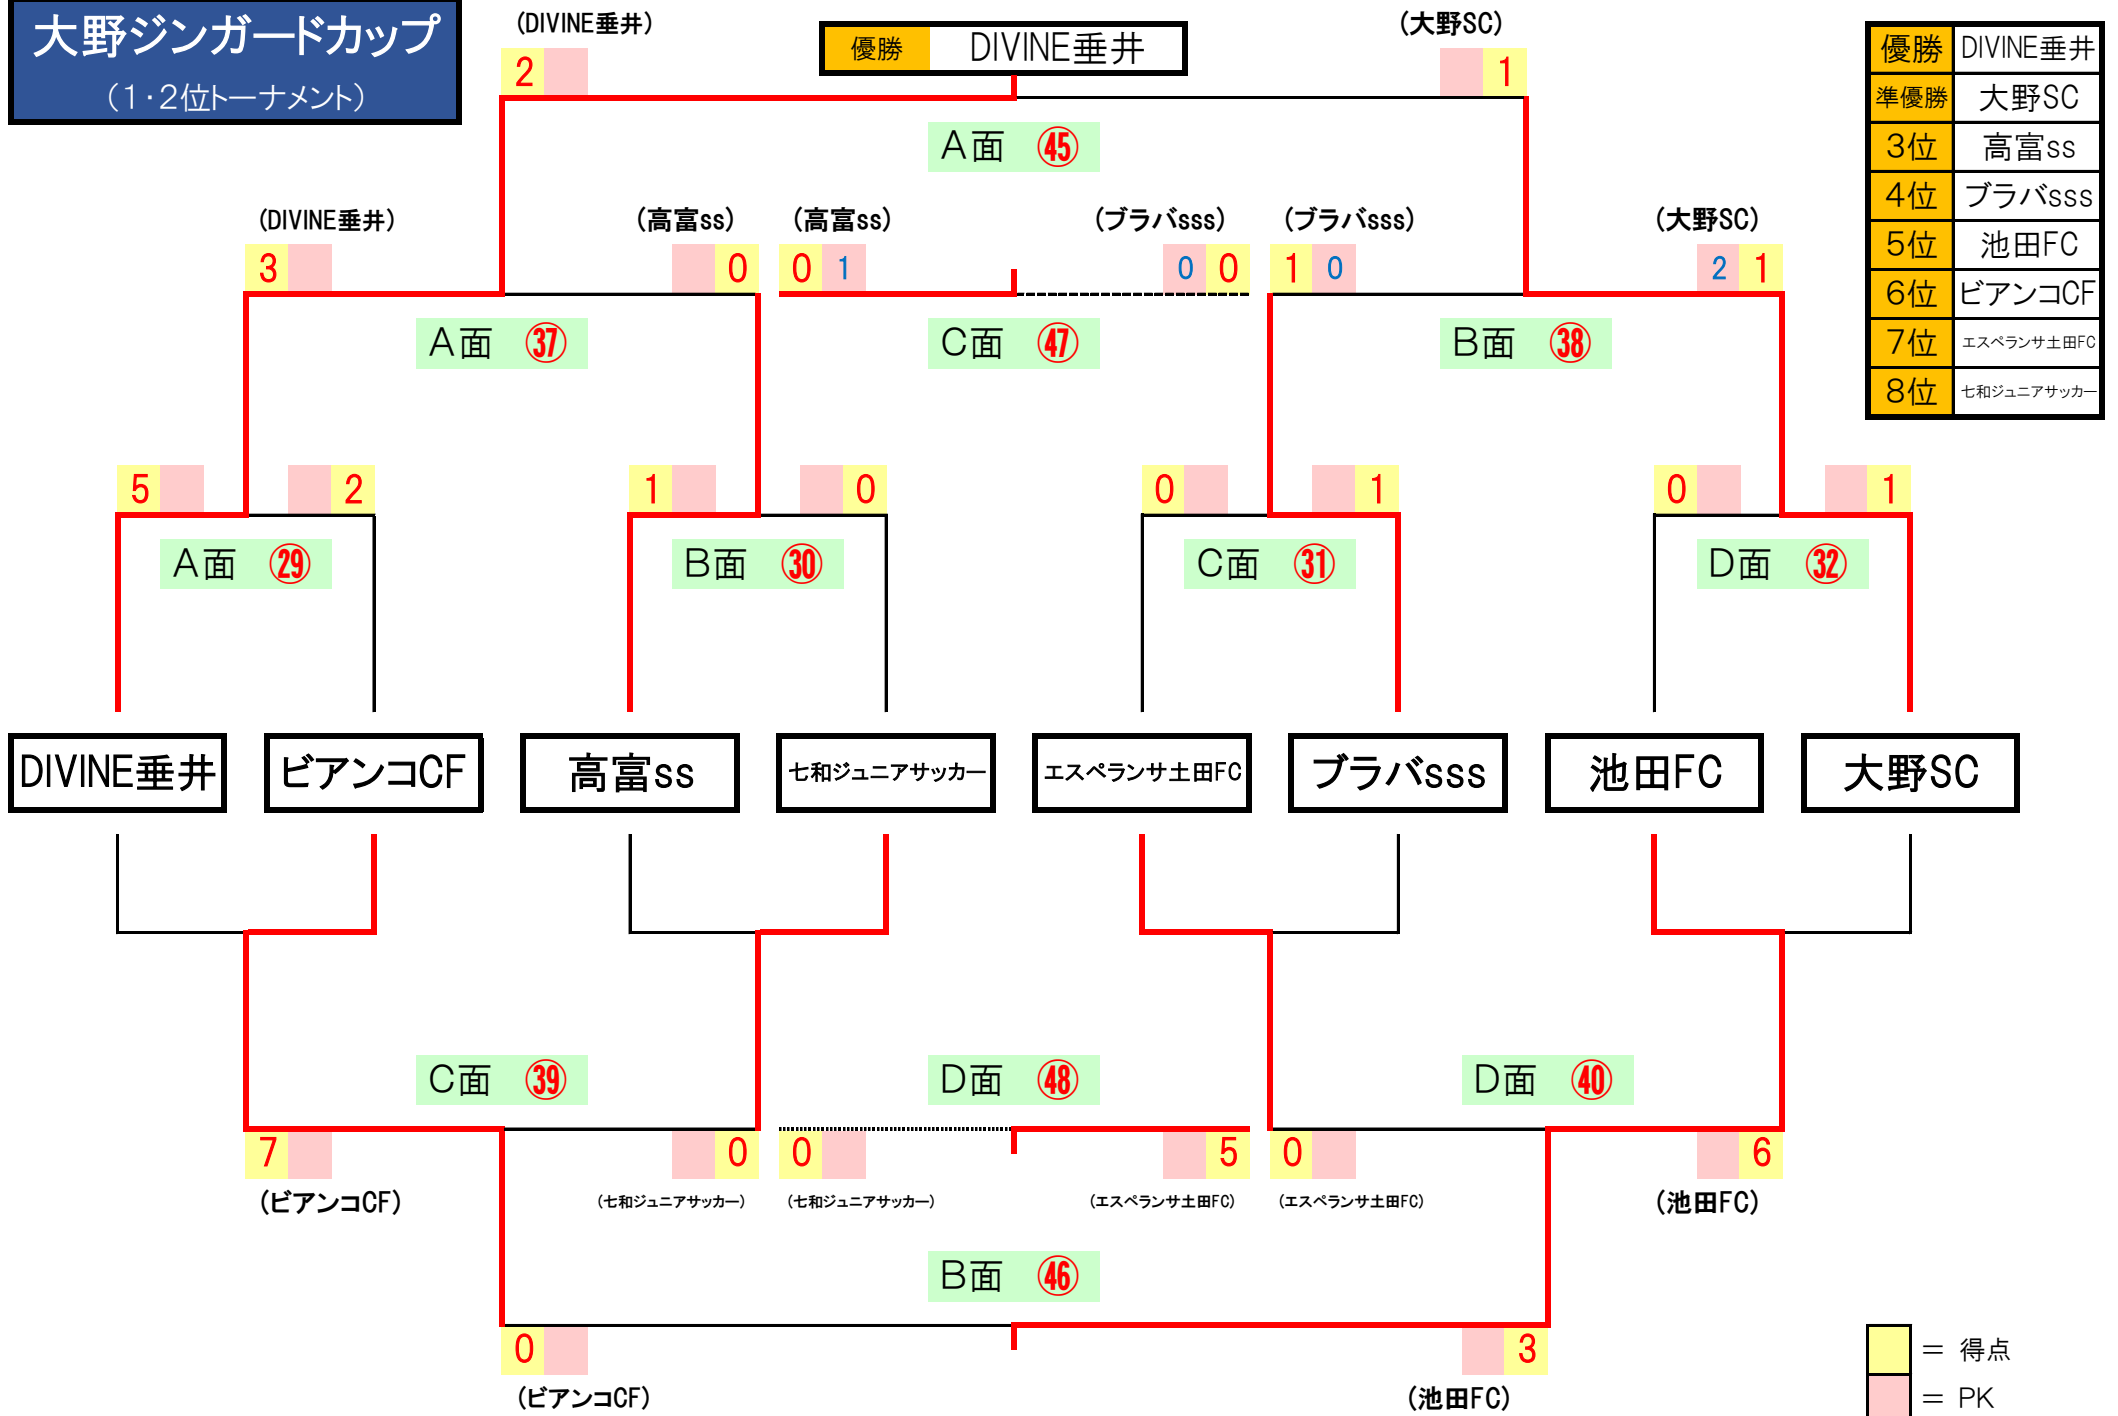 大野ジンガードカップ
（1・2位トーナメント）
(DIVINE垂井)
優勝 DIVINE垂井
(大野SC)
2 1
A面 ㊺
優勝 DIVINE垂井
準優勝 大野SC
3位 高富ss
4位 ブラバsss
5位 池田FC
6位 ビアンコCF
7位 エスペランサ土田FC
8位 七和ジュニアサッカー
(DIVINE垂井) (高富ss) (高富ss) (ブラバsss) (ブラバsss) (大野SC)
3 0 0 1 0 0 1 0 2 1
A面 ㊲ C面 ㊼ B面 ㊳
5 2 1 0 0 1 0 1
A面 ㉙ B面 ㉚ C面 ㉛ D面 ㉜
DIVINE垂井 ビアンコCF 高富ss 七和ジュニアサッカー エスペランサ土田FC ブラバsss 池田FC 大野SC
C面 ㊴ D面 ㊽ D面 ㊵
7 0 0 5 0 6
(ビアンコCF) (七和ジュニアサッカー) (七和ジュニアサッカー) (エスペランサ土田FC) (エスペランサ土田FC) (池田FC)
B面 ㊻
0 3
(ビアンコCF) (池田FC)
＝ 得点
＝ PK